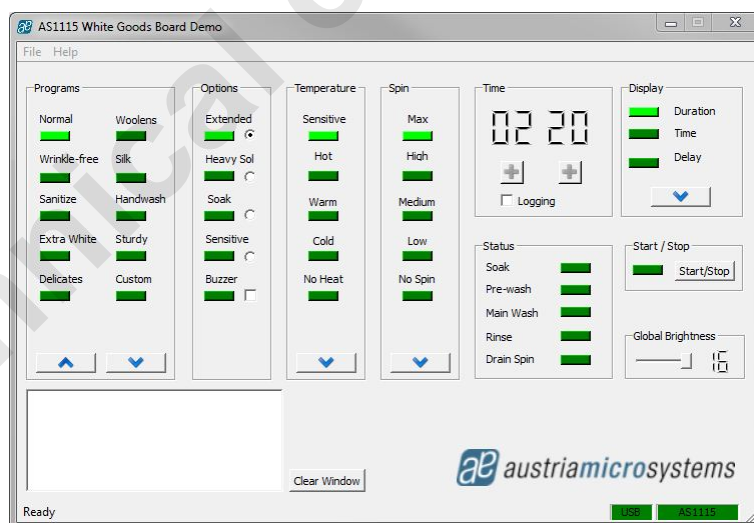 AS1115 White Goods Board Demo
File Help
Programs
Normal Woolens
Wrinkle-free Silk
Sanitize Handwash
Extra White Sturdy
Delicates Custom
Options
Extended
Heavy Sol
Soak
Sensitive
Buzzer
Temperature
Sensitive
Hot
Warm
Cold
No Heat
Spin
Max
High
Medium
Low
No Spin
Time
02 20
Logging
Display
Duration
Time
Delay
Status
Soak
Pre-wash
Main Wash
Rinse
Drain Spin
Start / Stop
Start/Stop
Global Brightness
16
Clear Window
ae austriamicrosystems
Ready
USB AS1115